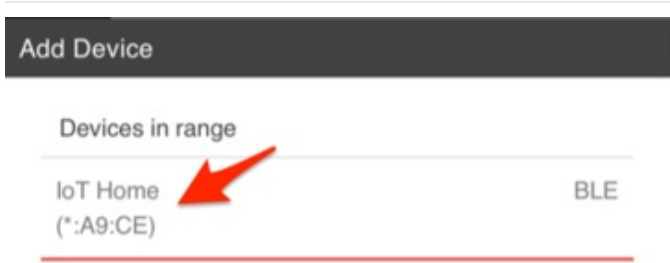 Add Device
Devices in range
IoT Home BLE
(*:A9:CE)